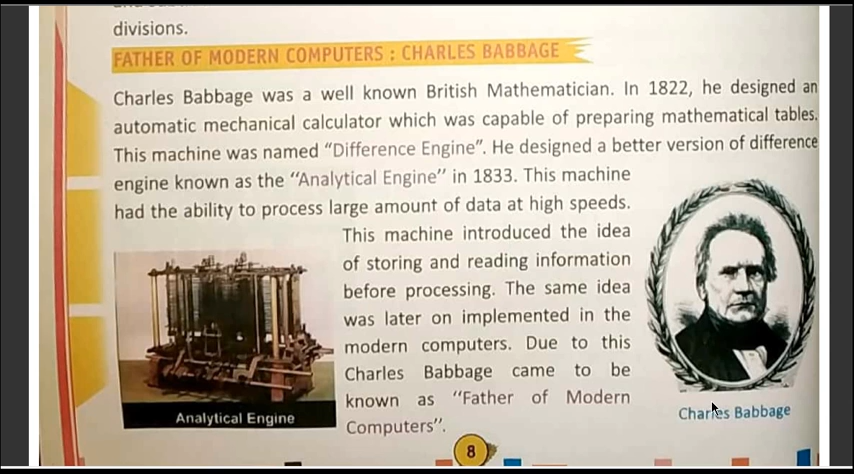 divisions.
FATHER OF MODERN COMPUTERS : CHARLES BABBAGE
Charles Babbage was a well known British Mathematician. In 1822, he designed an
automatic mechanical calculator which was capable of preparing mathematical tables.
This machine was named “Difference Engine”. He designed a better version of difference
engine known as the “Analytical Engine” in 1833. This machine
had the ability to process large amount of data at high speeds.
This machine introduced the idea
of storing and reading information
before processing. The same idea
was later on implemented in the
modern computers. Due to this
Charles Babbage came to be
known as “Father of Modern
Computers”.
Analytical Engine
Charles Babbage
8